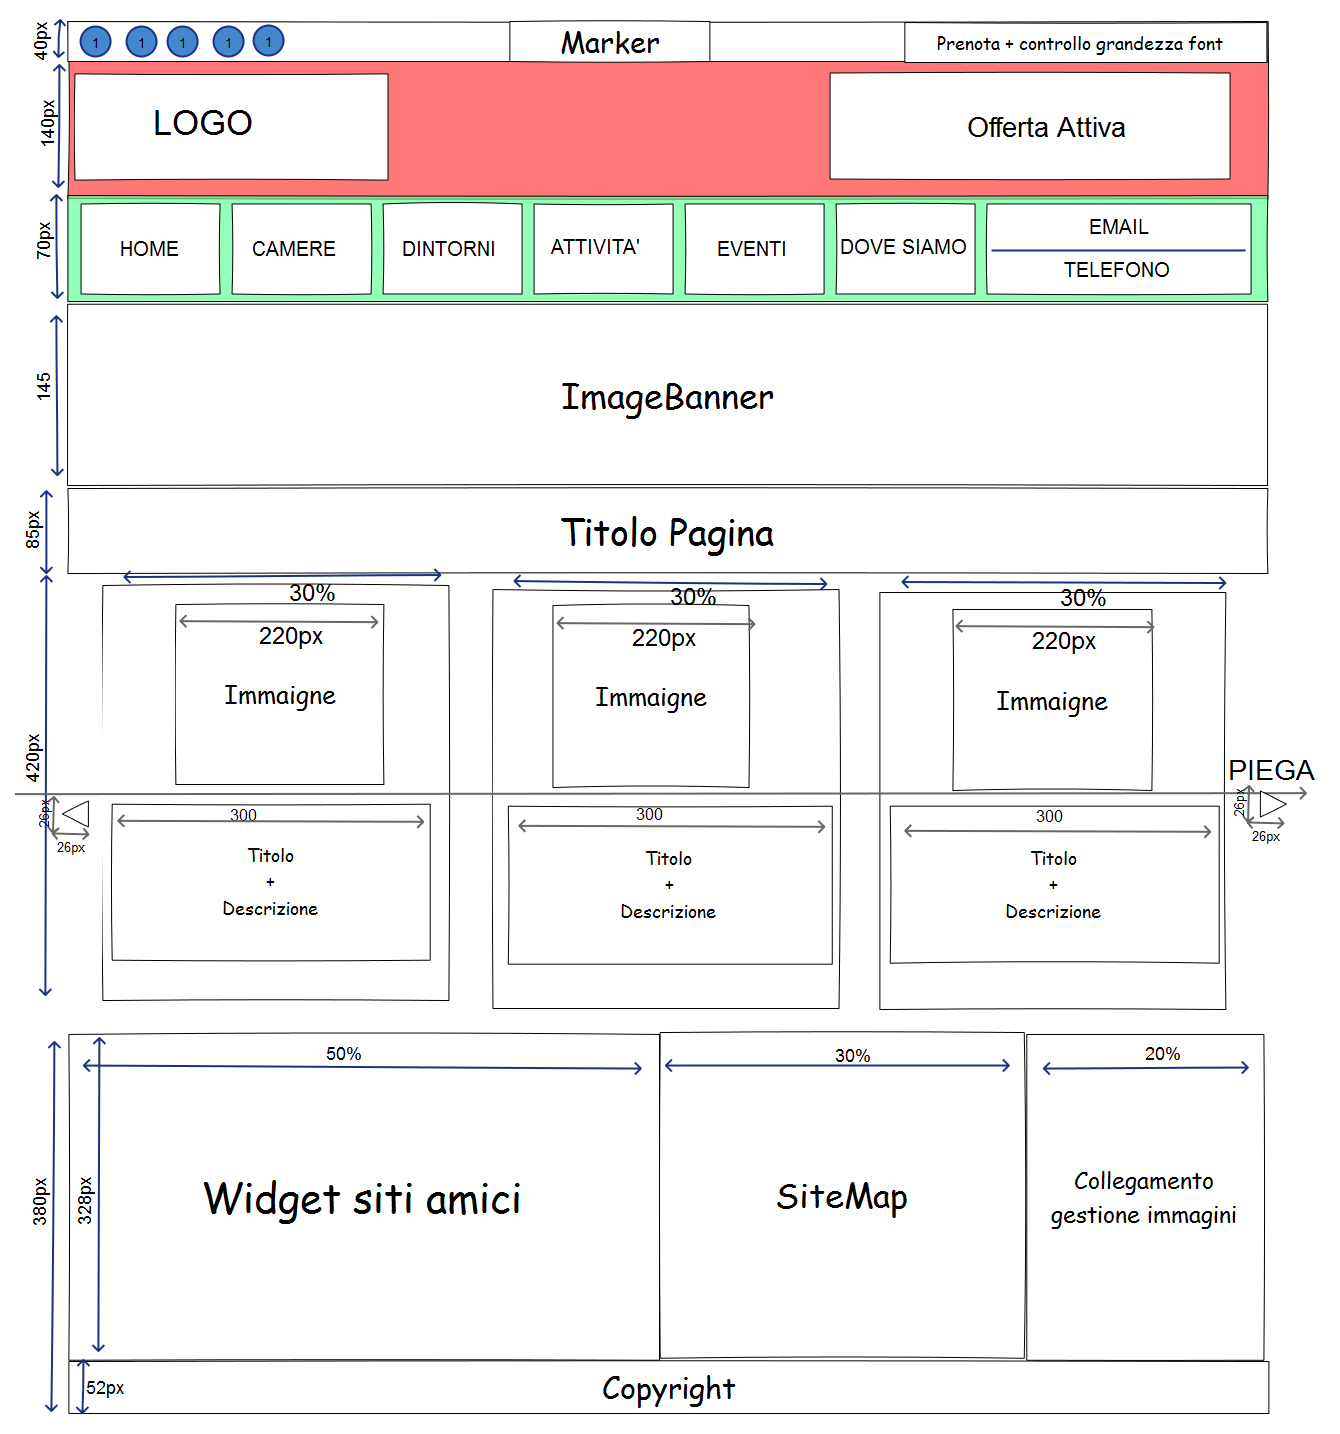 40px
1 1 1 1 1
Marker
Prenota + controllo grandezza font
140px
LOGO
Offerta Attiva
70px
HOME
CAMERE
DINTORNI
ATTIVITA'
EVENTI
DOVE SIAMO
EMAIL
TELEFONO
145
ImageBanner
85px
Titolo Pagina
420px
30%
220px
Immaigne
30%
220px
Immaigne
30%
220px
Immaigne
PIEGA
26px
26px
300
Titolo
+
Descrizione
300
Titolo
+
Descrizione
300
Titolo
+
Descrizione
26px
26px
380px
328px
50%
Widget siti amici
30%
SiteMap
20%
Collegamento
gestione immagini
52px
Copyright